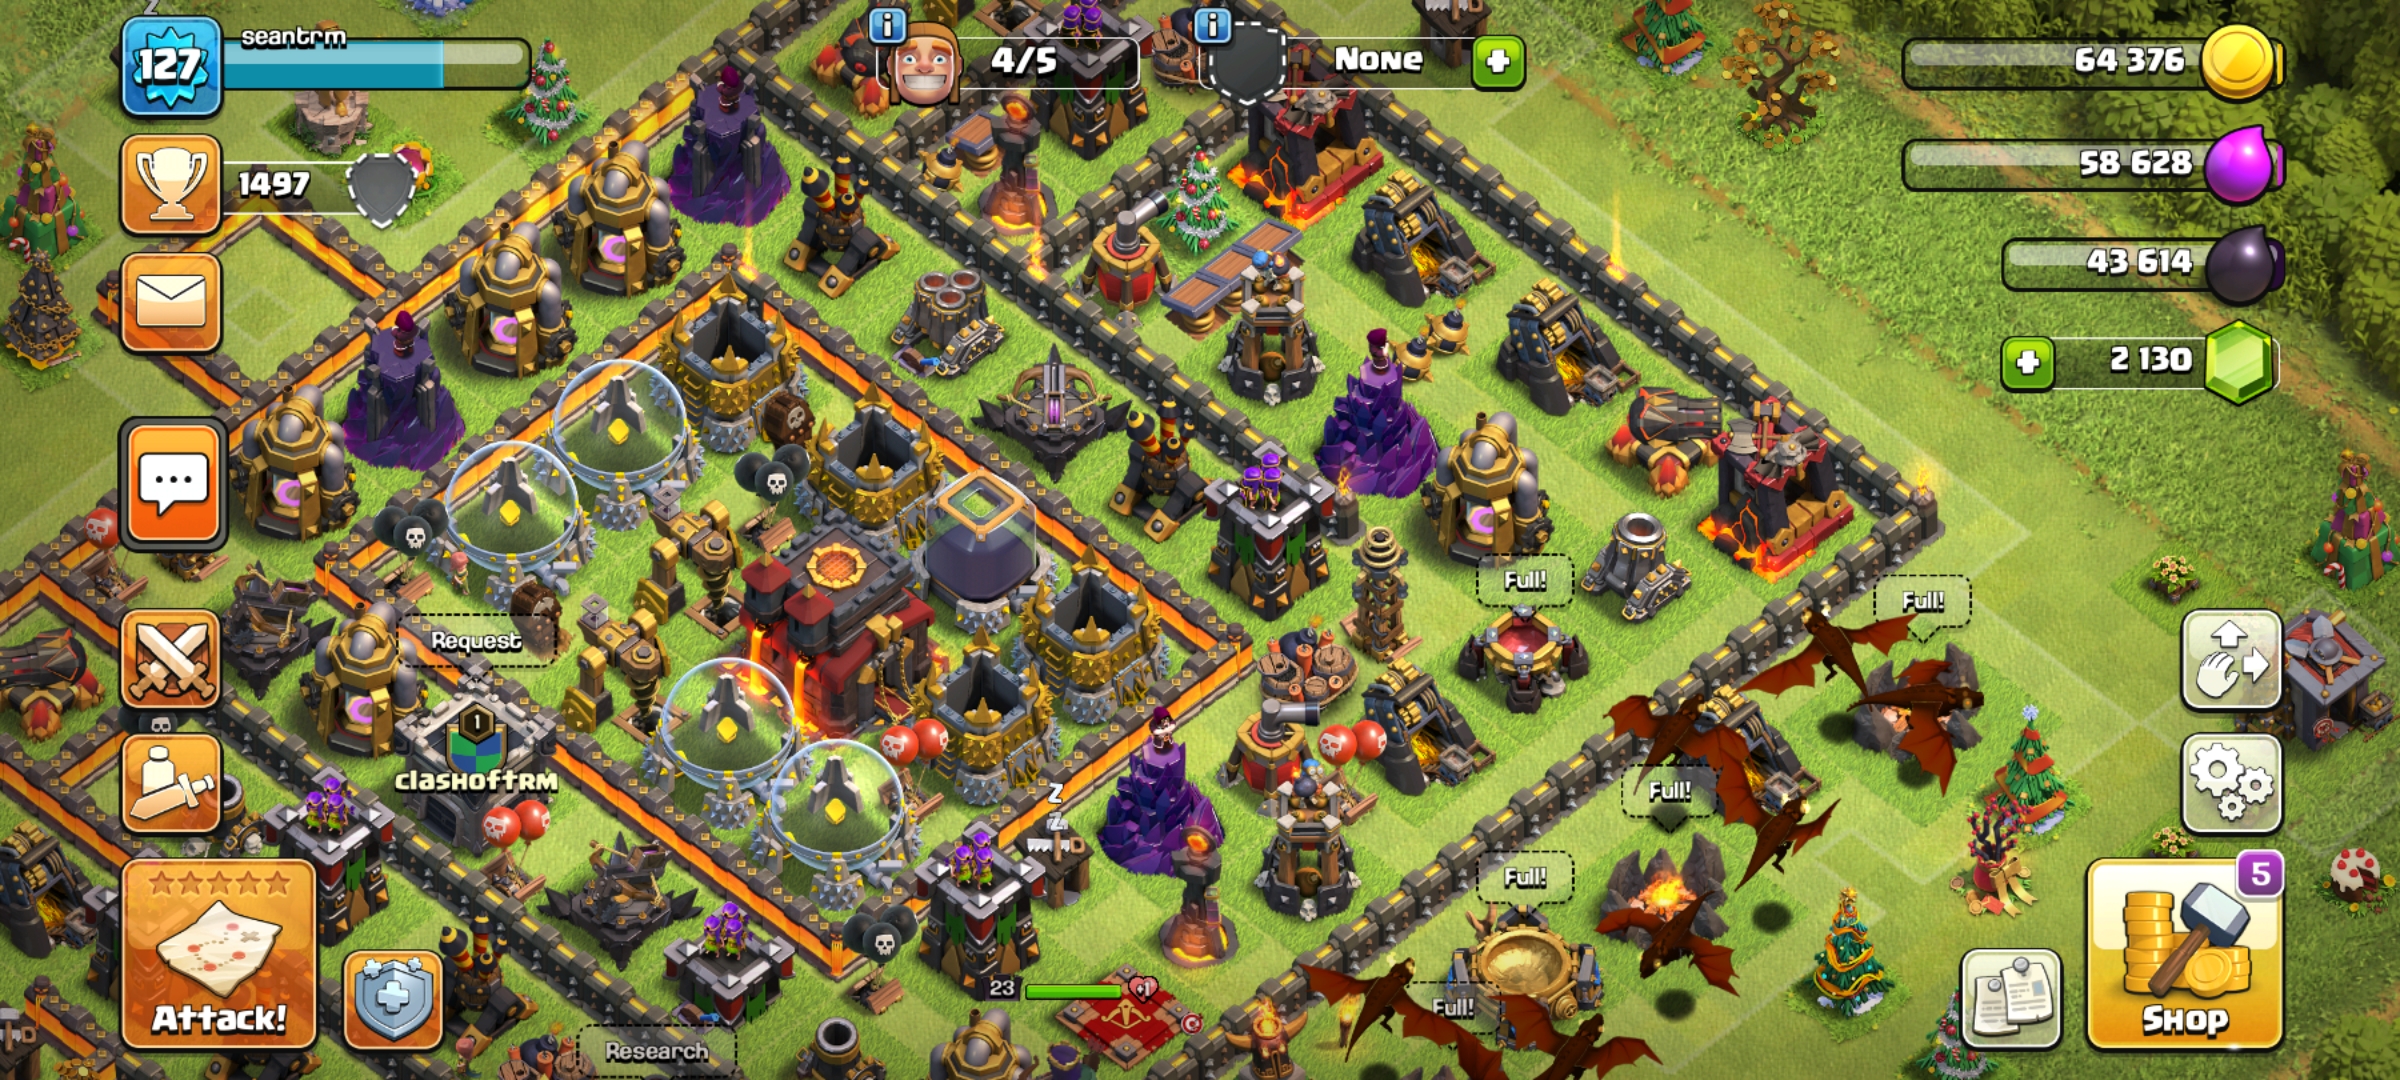 127
seantrm
4/5
None
64 376
1497
58 628
43 614
2 130
Full!
Full!
Request
1
clashoftrm
Full!
z
z
Full!
5
23
+1
Full!
Attack!
Shop
Research